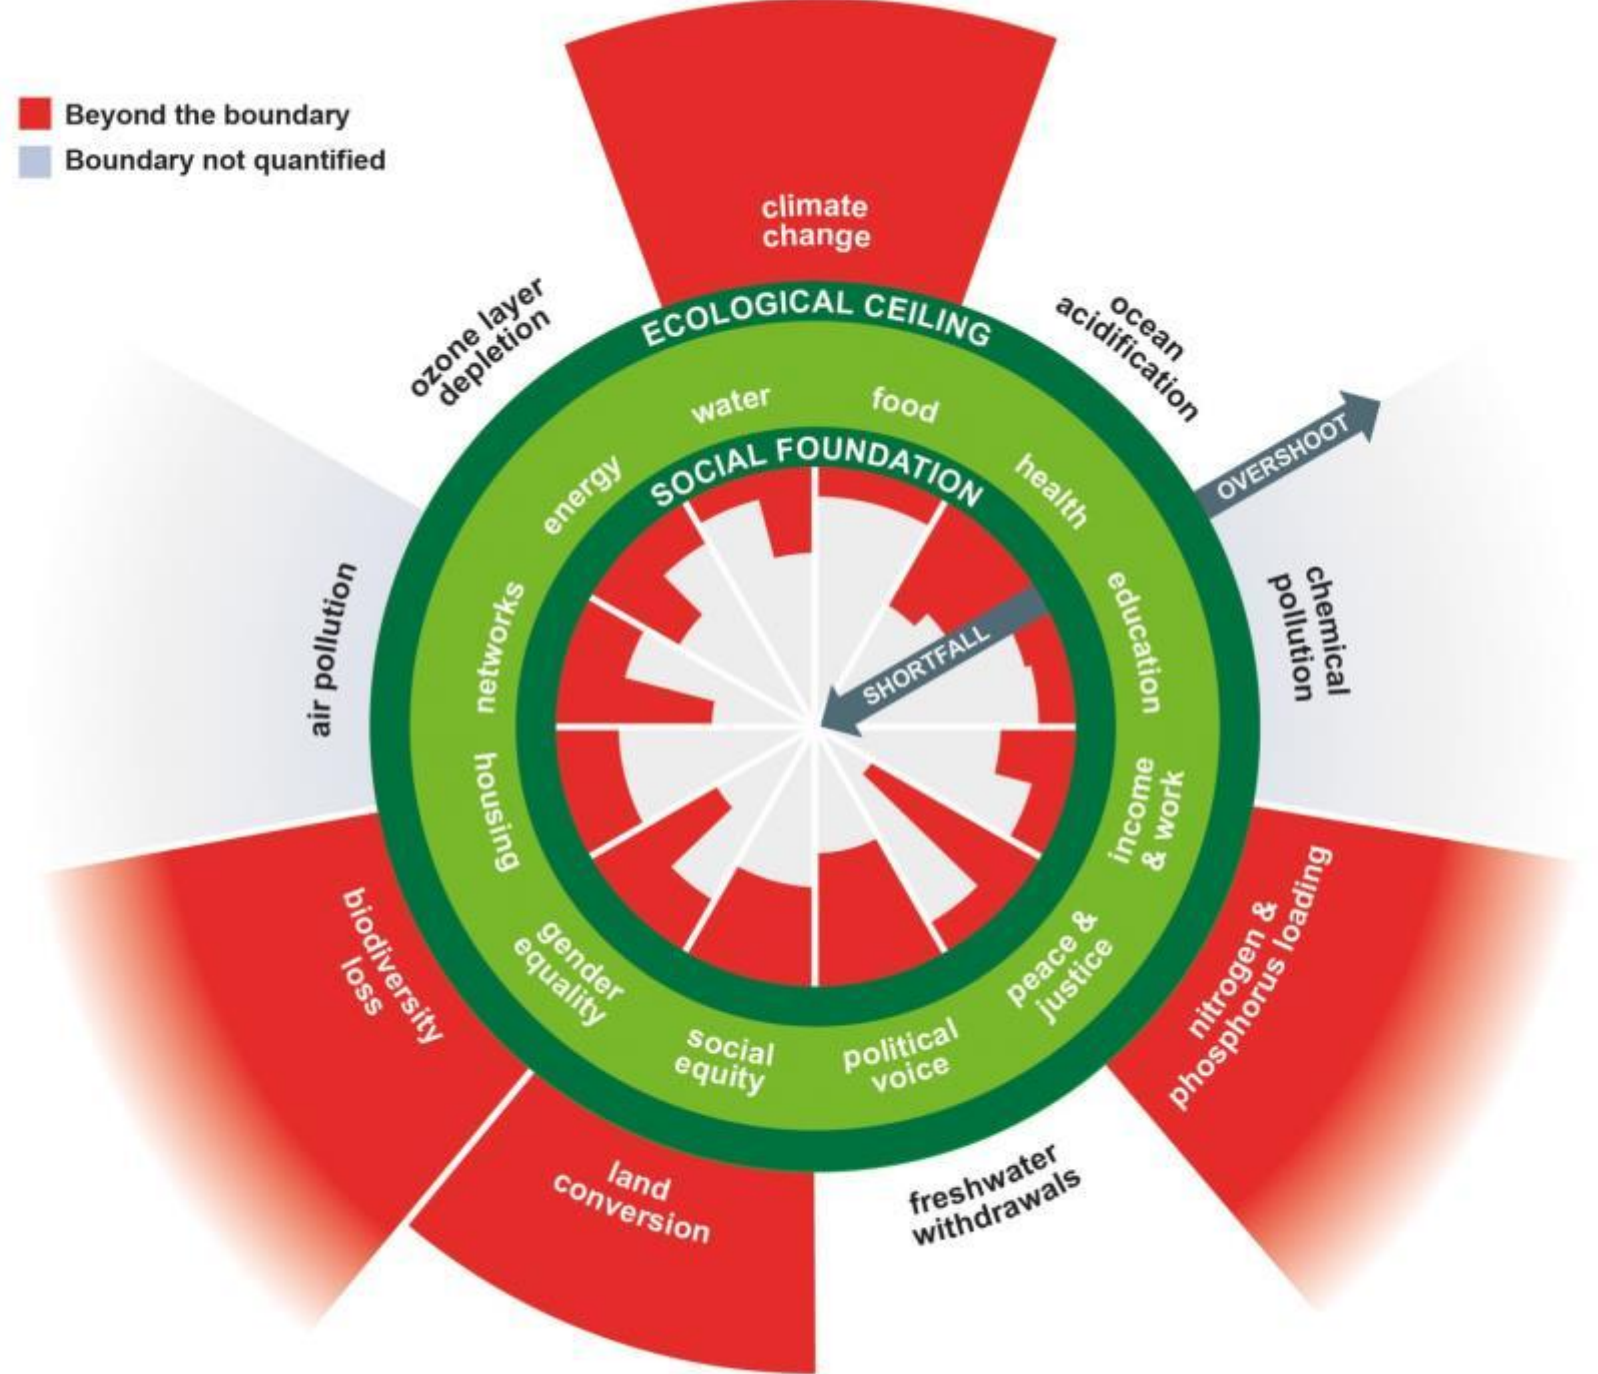 Beyond the boundary
Boundary not quantified
climate
change
ozone layer
depletion
ocean
acidification
ECOLOGICAL CEILING
water
food
energy
health
SOCIAL FOUNDATION
OVERSHOOT
networks
education
SHORTFALL
air pollution
chemical
pollution
housing
income
& work
biodiversity
loss
gender
equality
peace &
justice
nitrogen &
phosphorus loading
social
equity
political
voice
land
conversion
freshwater
withdrawals